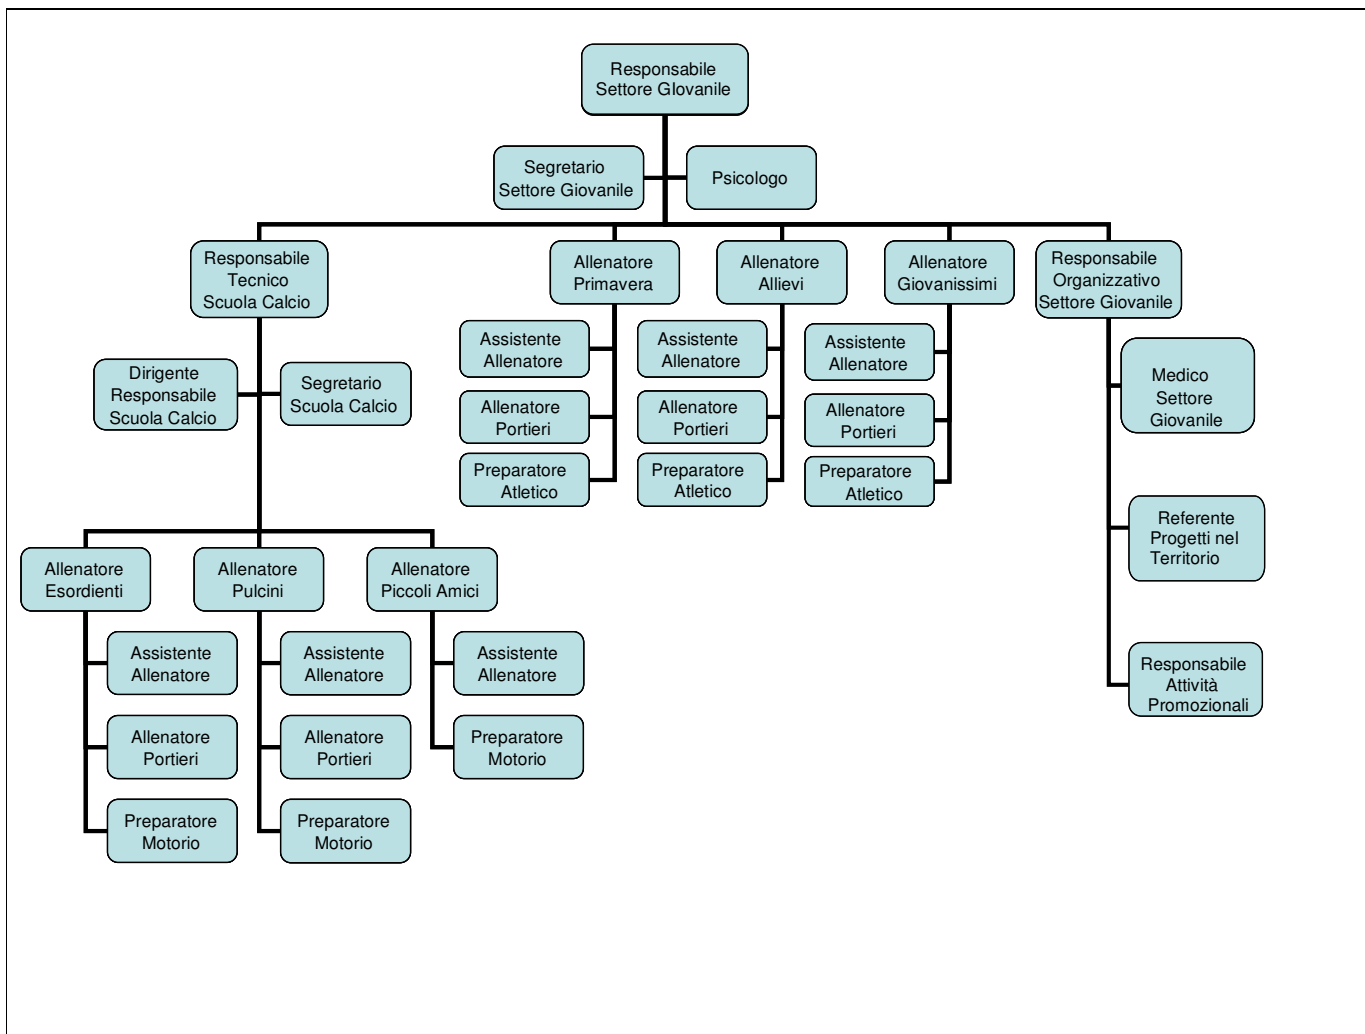 Responsabile
Settore GIovanile
Segretario
Settore Giovanile
Psicologo
Responsabile
Tecnico
Scuola Calcio
Allenatore
Primavera
Allenatore
Allievi
Allenatore
Giovanissimi
Responsabile
Organizzativo
Settore Giovanile
Assistente
Allenatore
Allenatore
Portieri
Preparatore
Atletico
Assistente
Allenatore
Allenatore
Portieri
Preparatore
Atletico
Assistente
Allenatore
Allenatore
Portieri
Preparatore
Atletico
Medico
Settore
Giovanile
Referente
Progetti nel
Territorio
Responsabile
Attività
Promozionali
Dirigente
Responsabile
Scuola Calcio
Segretario
Scuola Calcio
Allenatore
Esordienti
Allenatore
Pulcini
Allenatore
Piccoli Amici
Assistente
Allenatore
Allenatore
Portieri
Preparatore
Motorio
Assistente
Allenatore
Allenatore
Portieri
Preparatore
Motorio
Assistente
Allenatore
Preparatore
Motorio